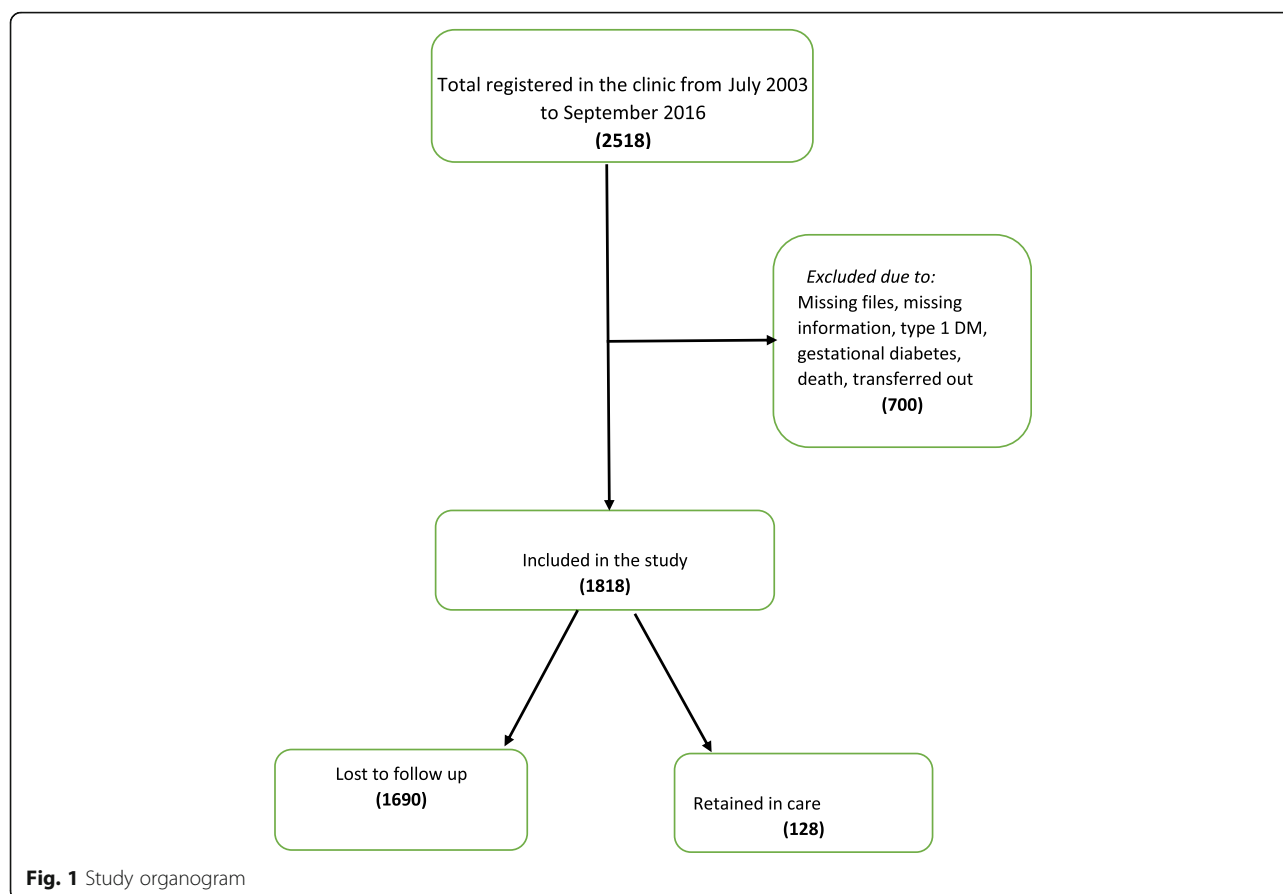 Total registered in the clinic from July 2003
to September 2016
(2518)
Excluded due to:
Missing files, missing
information, type 1 DM,
gestational diabetes,
death, transferred out
(700)
Included in the study
(1818)
Lost to follow up
(1690)
Retained in care
(128)
Fig. 1 Study organogram